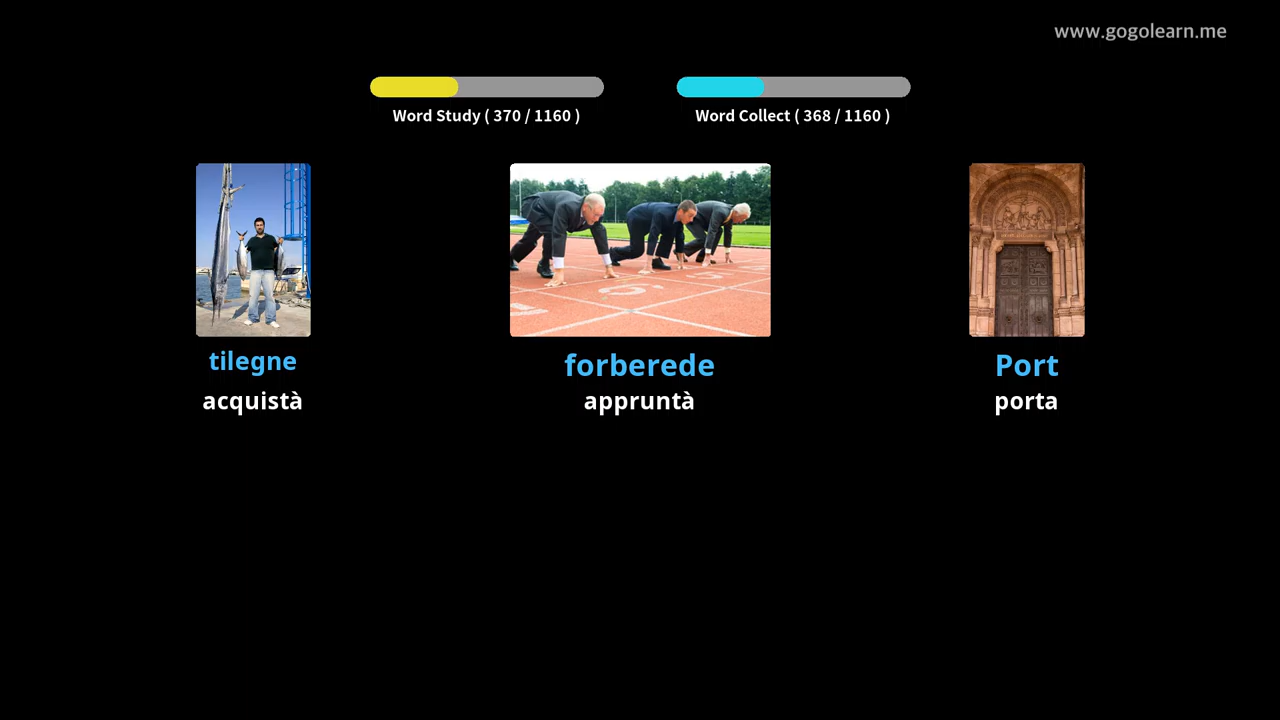 www.gogolearn.me
Word Study ( 370 / 1160 )
Word Collect ( 368 / 1160 )
tilegne
forberede
Port
acquistà
appruntà
porta